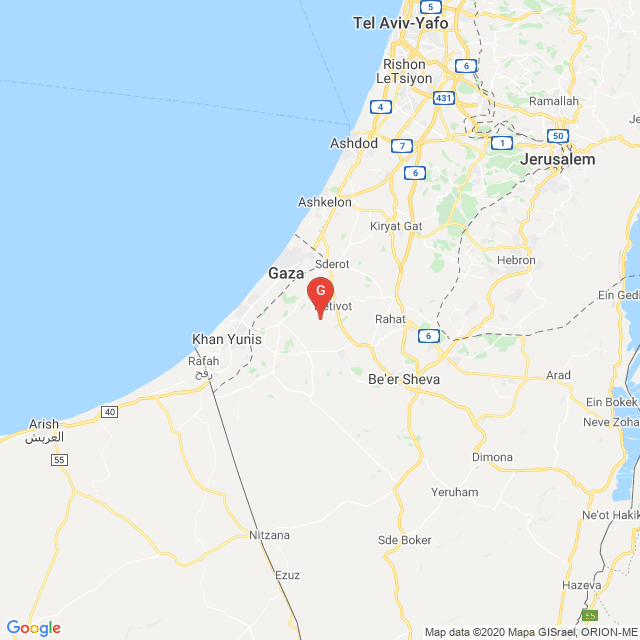 5
Tel Aviv-Yafo
Rishon
LeTsiyon
6
431
4
Ramallah
Ashdod
7
1
50
Jerusalem
6
Ashkelon
Kiryat Gat
Hebron
Sderot
Gaza
G
Ein Gedi
Rahat
Khan Yunis
6
Rafah
رفح
Be'er Sheva
Arad
Ein Bokek
40
Arish
العريش
Neve Zoha
55
Dimona
Yeruham
Ne'ot Hakik
Nitzana
Sde Boker
Ezuz
Hazeva
Google
Map data ©2020 Mapa GISrael, ORION-ME